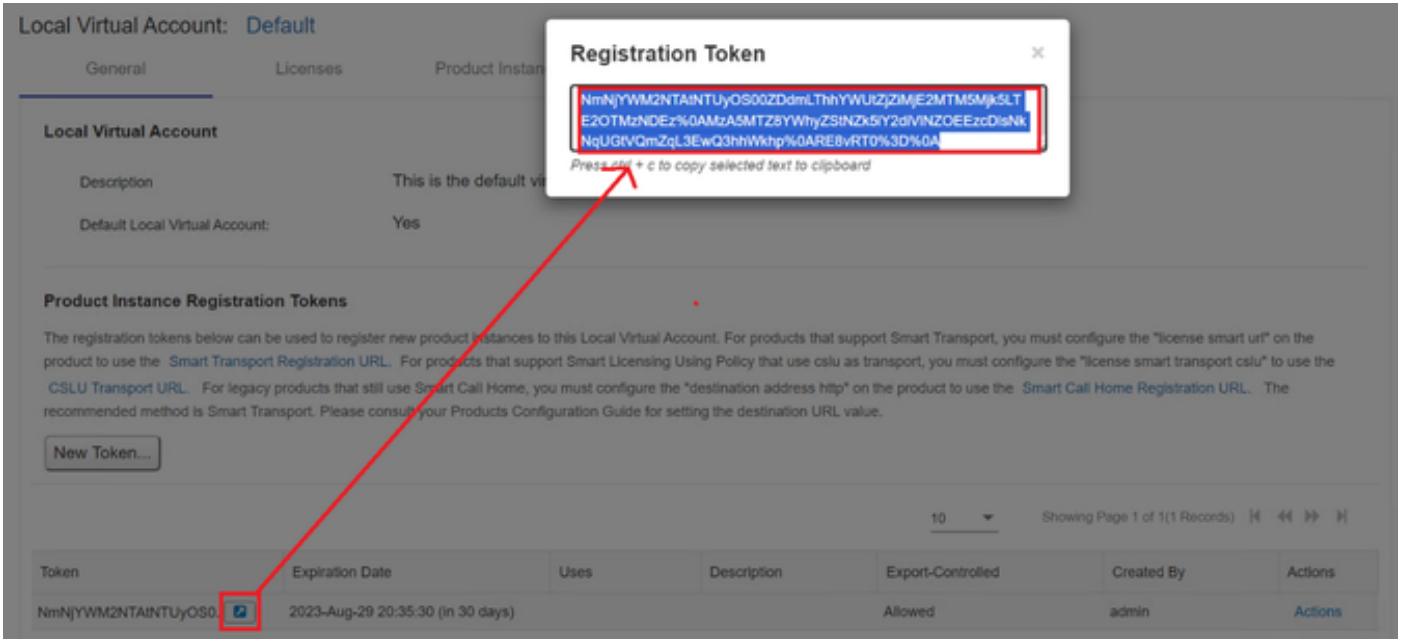 Local Virtual Account: Default
General Licenses Product Instan
Registration Token ×
NmNjYWM2NTAtNTUyOS00ZDdmLThhYWUtZjZiMjE2MTM5Mjk5LT
E2OTMzNDEz%0AMzA5MTZ8YWhyZStNZk5lY2dlVlNZOEEzcDlsNk
NqUGtVQmZqL3EwQ3hhWkhp%0ARE8vRT0%3D%0A
Press ctrl + c to copy selected text to clipboard
Local Virtual Account
Description This is the default vir
Default Local Virtual Account: Yes
Product Instance Registration Tokens
The registration tokens below can be used to register new product instances to this Local Virtual Account. For products that support Smart Transport, you must configure the "license smart url" on the
product to use the Smart Transport Registration URL. For products that support Smart Licensing Using Policy that use cslu as transport, you must configure the "license smart transport cslu" to use the
CSLU Transport URL. For legacy products that still use Smart Call Home, you must configure the "destination address http" on the product to use the Smart Call Home Registration URL. The
recommended method is Smart Transport. Please consult your Products Configuration Guide for setting the destination URL value.
New Token...
10 Showing Page 1 of 1(1 Records)
Token Expiration Date Uses Description Export-Controlled Created By Actions
NmNjYWM2NTAtNTUyOS0. 2023-Aug-29 20:35:30 (in 30 days) Allowed admin Actions